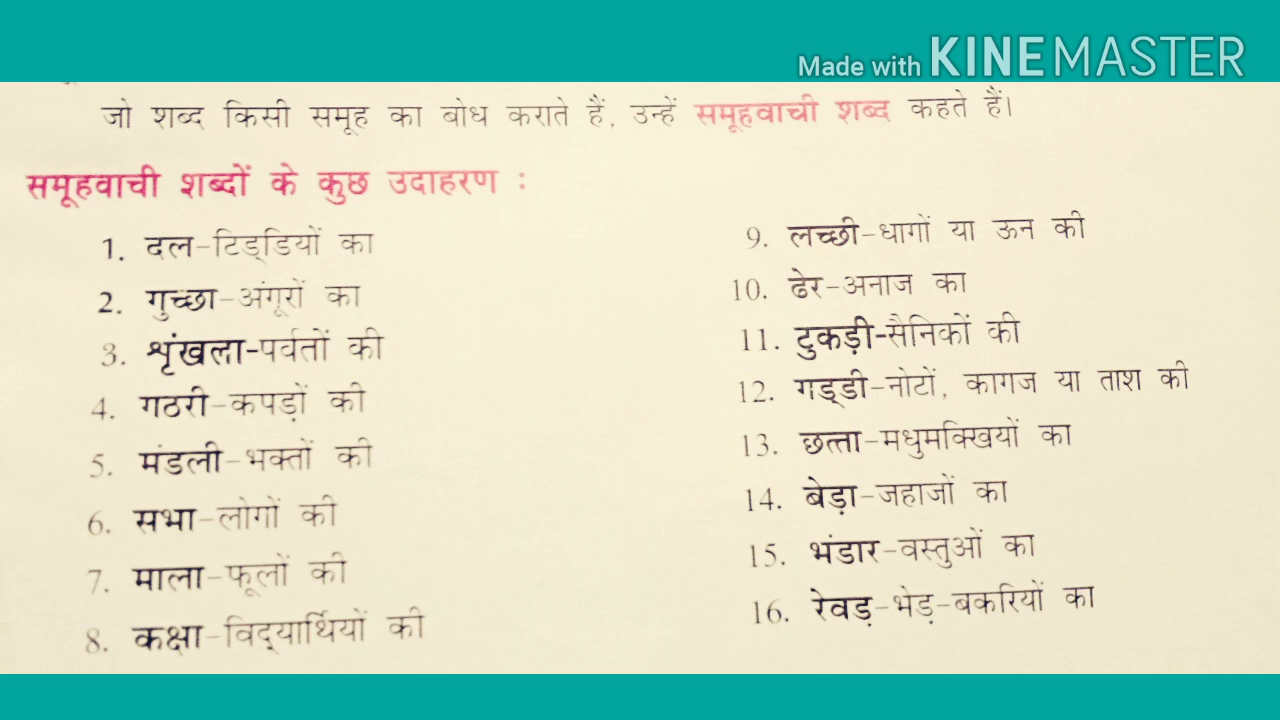 Made with KINEMASTER
जो शब्द किसी समूह का बोध कराते हैं, उन्हें समूहवाची शब्द कहते हैं।
समूहवाची शब्दों के कुछ उदाहरण :
1. दल–टिड्डियों का
2. गुच्छा–अंगूरों का
3. शृंखला–पर्वतों की
4. गठरी–कपड़ों की
5. मंडली–भक्तों की
6. सभा–लोगों की
7. माला–फूलों की
8. कक्षा–विद्यार्थियों की
9. लच्छी–धागों या ऊन की
10. ढेर–अनाज का
11. टुकड़ी–सैनिकों की
12. गड्डी–नोटों, कागज या ताश की
13. छत्ता–मधुमक्खियों का
14. बेड़ा–जहाजों का
15. भंडार–वस्तुओं का
16. रेवड़–भेड़–बकरियों का